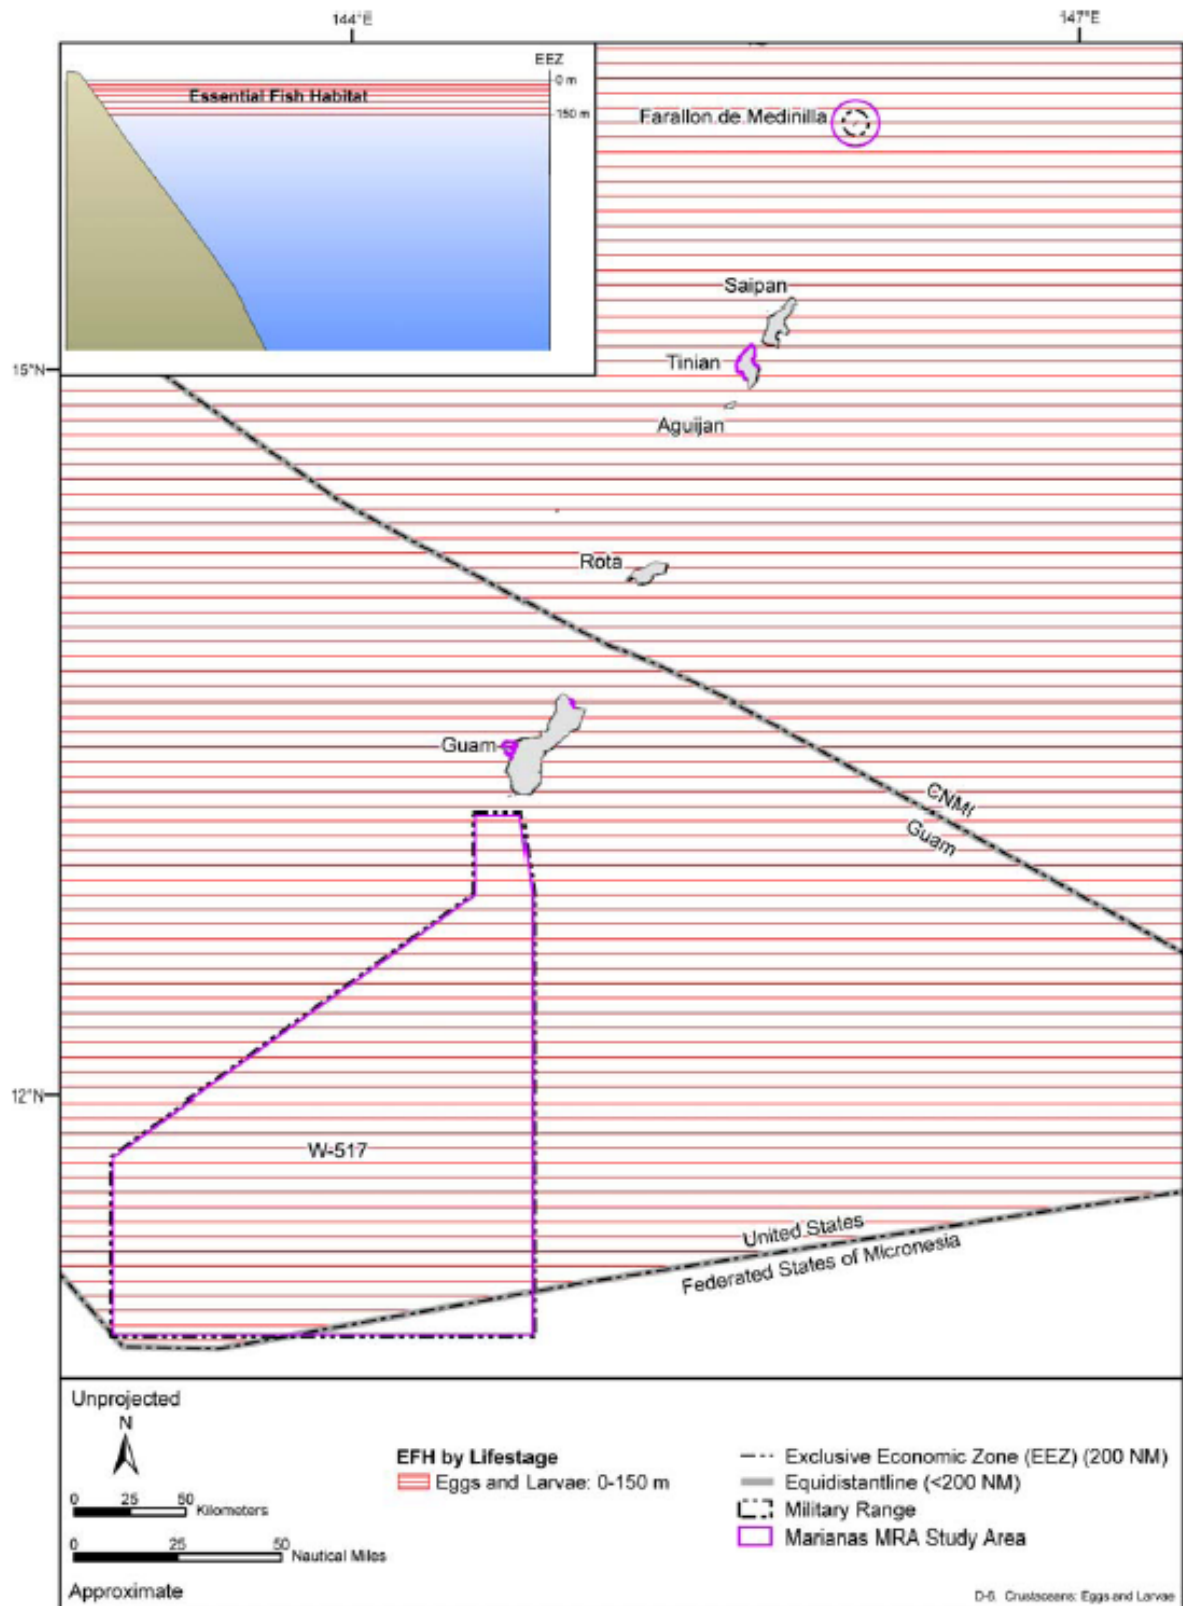 144°E
147°E
EEZ
0 m
Essential Fish Habitat
150 m
Farallon de Medinilla
Saipan
15°N
Tinian
Aguijan
Rota
Guam
CNMI
Guam
12°N
W-517
United States
Federated States of Micronesia
Unprojected
N
0 25 50 Kilometers
0 25 50 Nautical Miles
Approximate
EFH by Lifestage
Eggs and Larvae: 0-150 m
Exclusive Economic Zone (EEZ) (200 NM)
Equidistantline (<200 NM)
Military Range
Marianas MRA Study Area
D-6. Crustaceans: Eggs and Larvae